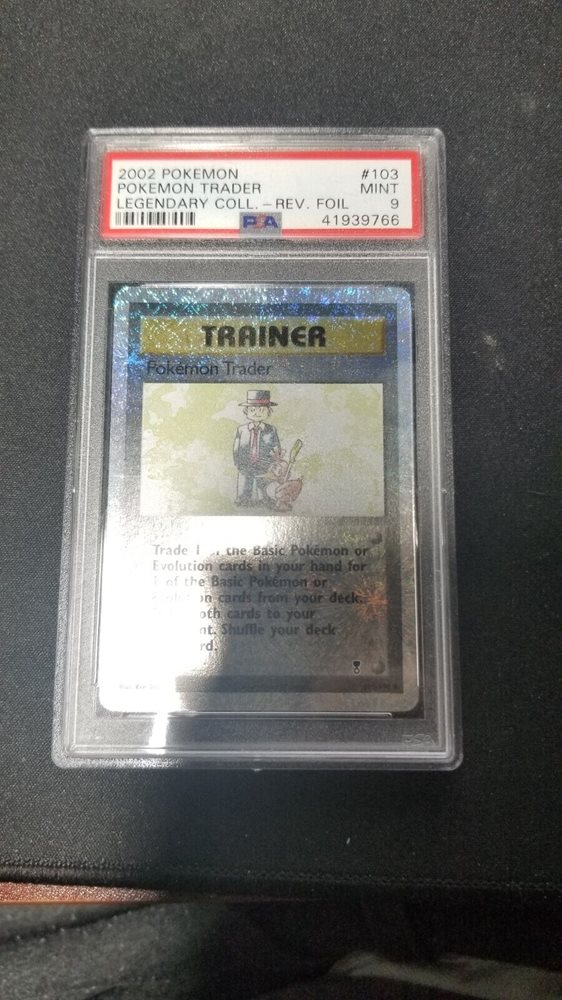 2002 POKEMON #103
POKEMON TRADER MINT
LEGENDARY COLL.-REV. FOIL 9
PSA 41939766
TRAINER
Pokémon Trader
Trade the Basic Pokémon or
Evolution cards in your hand for
of the Basic Pokémon or
cards from your deck.
cards to your
Shuffle your deck